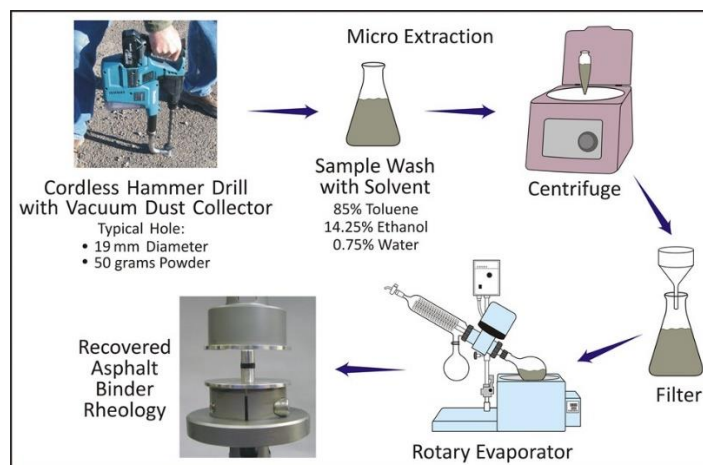 Micro Extraction
Cordless Hammer Drill
with Vacuum Dust Collector
Typical Hole:
• 19 mm Diameter
• 50 grams Powder
Sample Wash
with Solvent
85% Toluene
14.25% Ethanol
0.75% Water
Centrifuge
Filter
Rotary Evaporator
Recovered
Asphalt
Binder
Rheology